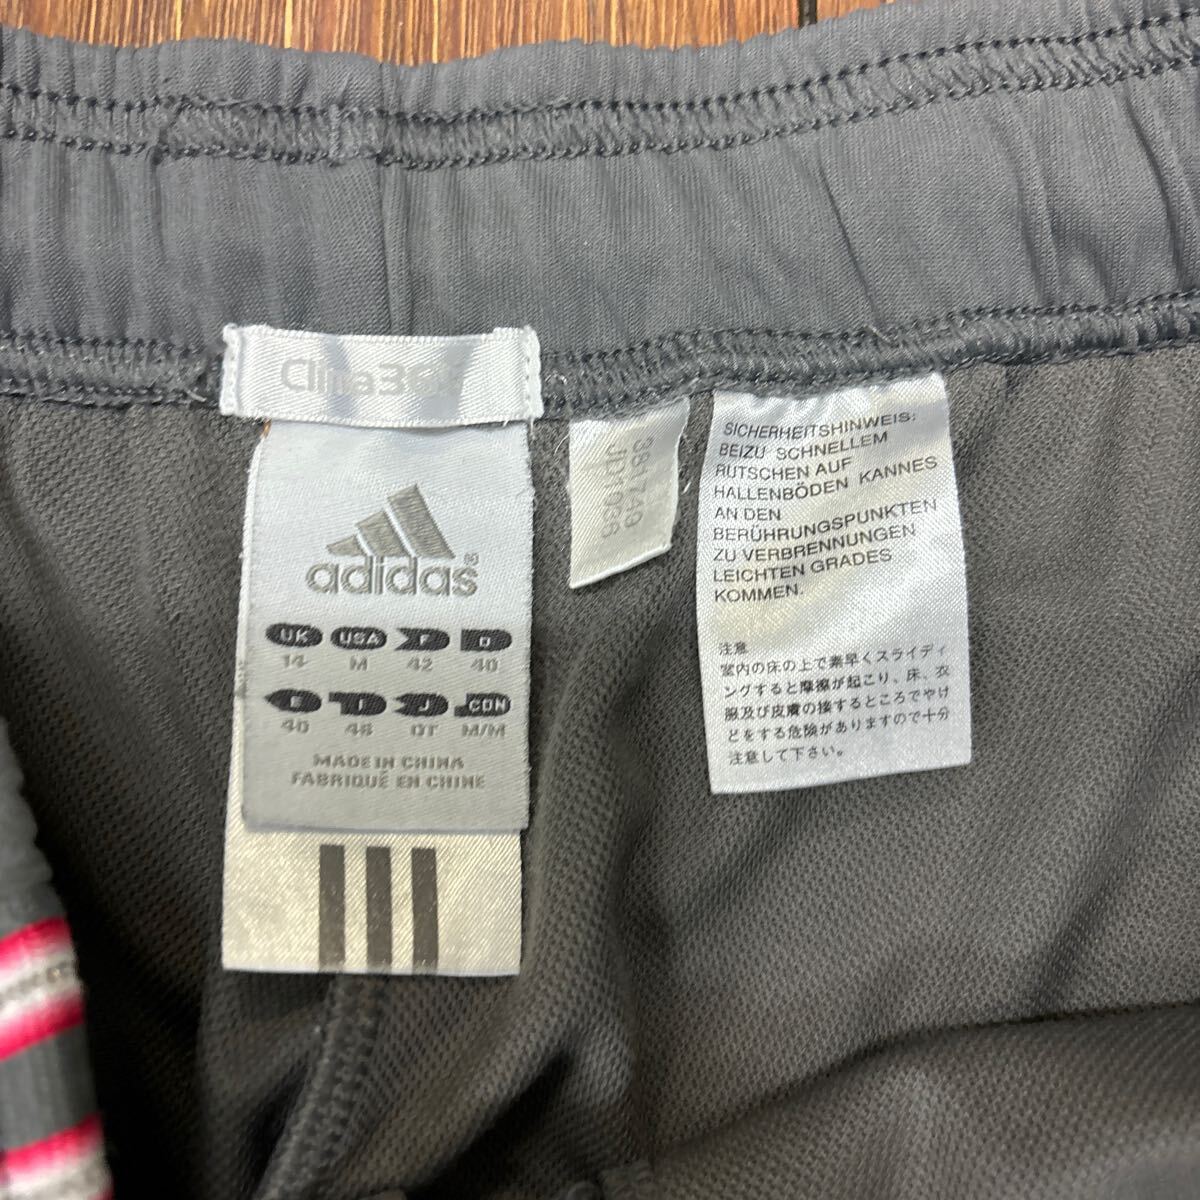 Clima365
adidas®
UK USA F D
14 M 42 40
E I J CDN
40 48 OT M/M
MADE IN CHINA
FABRIQUÉ EN CHINE
JD1026
SICHERHEITSHINWEIS:
BEIZU SCHNELLEM
RUTSCHEN AUF
HALLENBÖDEN KANNES
AN DEN
BERÜHRUNGSPUNKTEN
ZU VERBRENNUNGEN
LEICHTEN GRADES
KOMMEN.
注意
室内の床の上で素早くスライディ
ングすると摩擦が起こり、床、衣
服及び皮膚の接するところでやけ
どをする危険がありますので十分
注意して下さい。